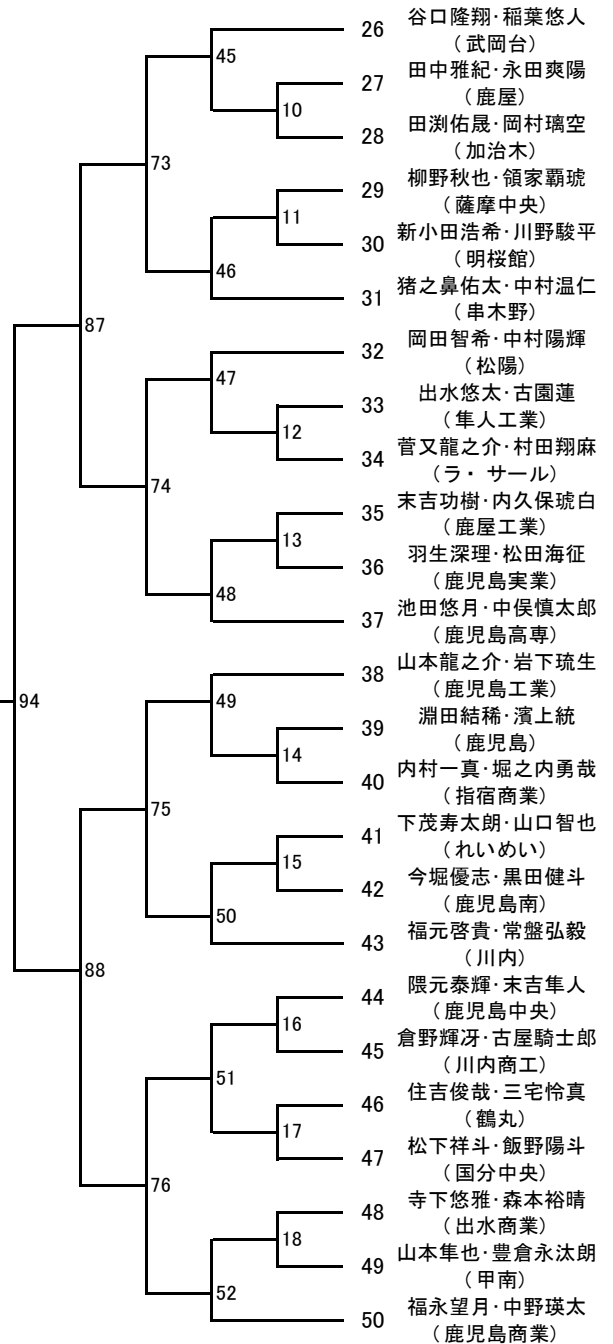 26 谷口隆翔・稲葉悠人
（武岡台）
45
27 田中雅紀・永田爽陽
（鹿屋）
10
28 田渕佑晟・岡村璃空
（加治木）
73
29 柳野秋也・領家覇琥
（薩摩中央）
11
30 新小田浩希・川野駿平
（明桜館）
46
31 猪之鼻佑太・中村温仁
（串木野）
87
32 岡田智希・中村陽輝
（松陽）
47
33 出水悠太・古園蓮
（隼人工業）
12
34 菅又龍之介・村田翔麻
（ラ・サール）
74
35 末吉功樹・内久保琥白
（鹿屋工業）
13
36 羽生深理・松田海征
（鹿児島実業）
48
37 池田悠月・中俣慎太郎
（鹿児島高専）
94
38 山本龍之介・岩下琉生
（鹿児島工業）
49
39 淵田結稀・濱上統
（鹿児島）
14
40 内村一真・堀之内勇哉
（指宿商業）
75
41 下茂寿太朗・山口智也
（れいめい）
15
42 今堀優志・黒田健斗
（鹿児島南）
50
43 福元啓貴・常盤弘毅
（川内）
88
44 隈元泰輝・末吉隼人
（鹿児島中央）
16
45 倉野輝冴・古屋騎士郎
（川内商工）
51
46 住吉俊哉・三宅怜真
（鶴丸）
17
47 松下祥斗・飯野陽斗
（国分中央）
76
48 寺下悠雅・森本裕晴
（出水商業）
18
49 山本隼也・豊倉永汰朗
（甲南）
52
50 福永望月・中野瑛太
（鹿児島商業）